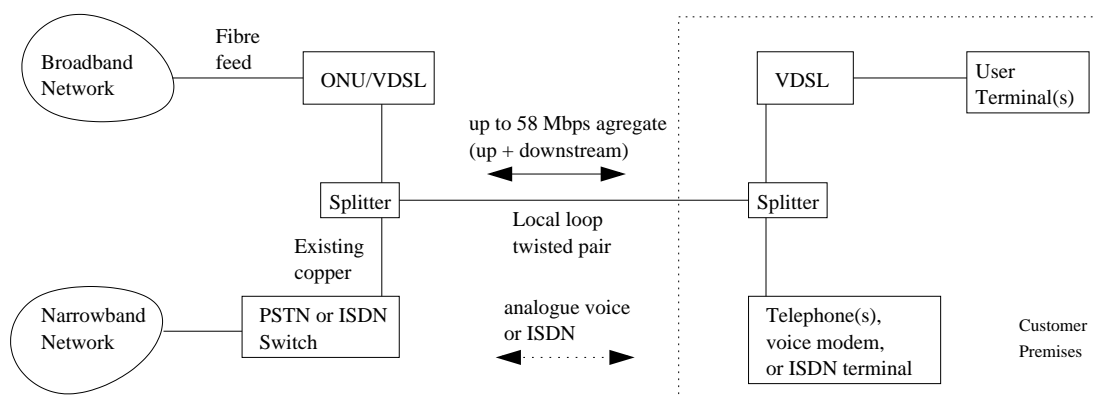 Broadband
Network
Fibre
feed
ONU/VDSL
VDSL
User
Terminal(s)
up to 58 Mbps agregate
(up + downstream)
Splitter
Splitter
Local loop
twisted pair
Existing
copper
Narrowband
Network
PSTN or ISDN
Switch
analogue voice
or ISDN
Telephone(s),
voice modem,
or ISDN terminal
Customer
Premises